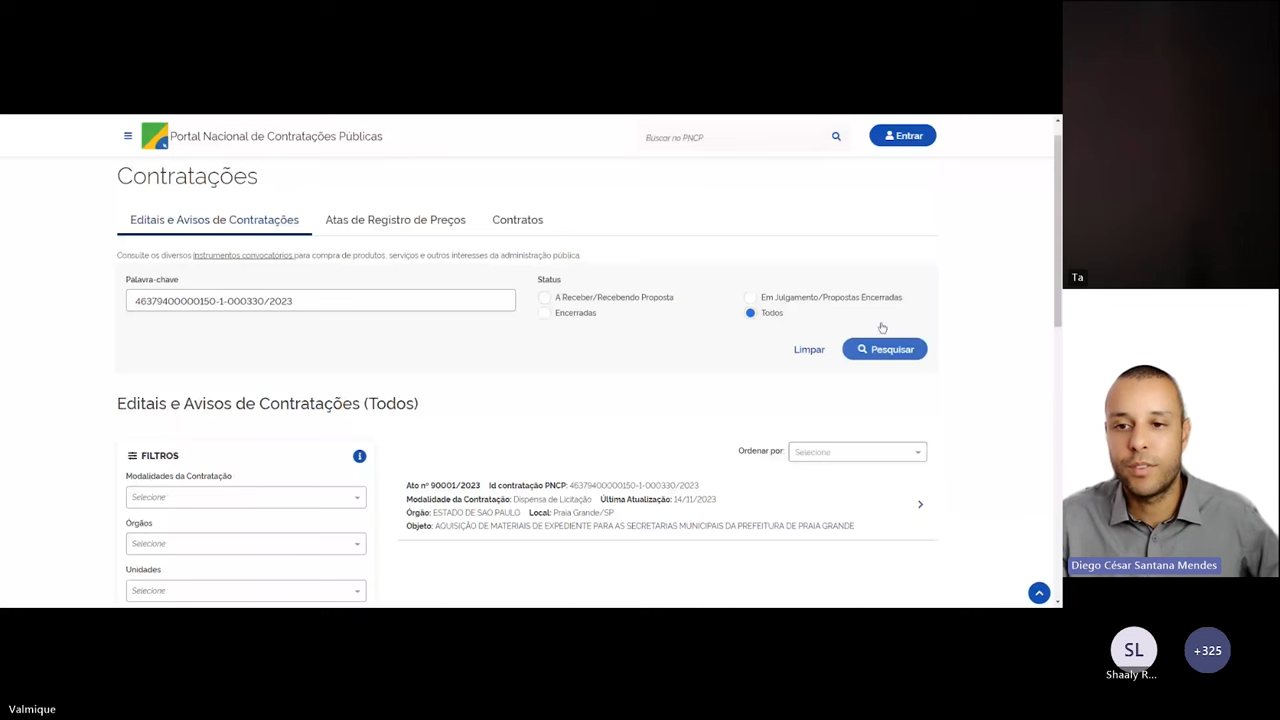 Portal Nacional de Contratações Públicas
Buscar no PNCP
Entrar
Contratações
Editais e Avisos de Contratações
Atas de Registro de Preços
Contratos
Consulte os diversos instrumentos convocatórios para compra de produtos, serviços e outros interesses da administração pública
Palavra-chave
46379400000150-1-000330/2023
Status
A Receber/Recebendo Proposta
Em Julgamento/Propostas Encerradas
Encerradas
Todos
Limpar
Pesquisar
Editais e Avisos de Contratações (Todos)
FILTROS
Modalidades da Contratação
Selecione
Órgãos
Selecione
Unidades
Selecione
Ordenar por:
Selecione
Ato nº 90001/2023 Id contratação PNCP: 46379400000150-1-000330/2023
Modalidade da Contratação: Dispensa de Licitação Última Atualização: 14/11/2023
Órgão: ESTADO DE SAO PAULO Local: Praia Grande/SP
Objeto: AQUISIÇÃO DE MATERIAIS DE EXPEDIENTE PARA AS SECRETARIAS MUNICIPAIS DA PREFEITURA DE PRAIA GRANDE
Ta
Diego César Santana Mendes
SL
Shaaly R...
+325
Valmique